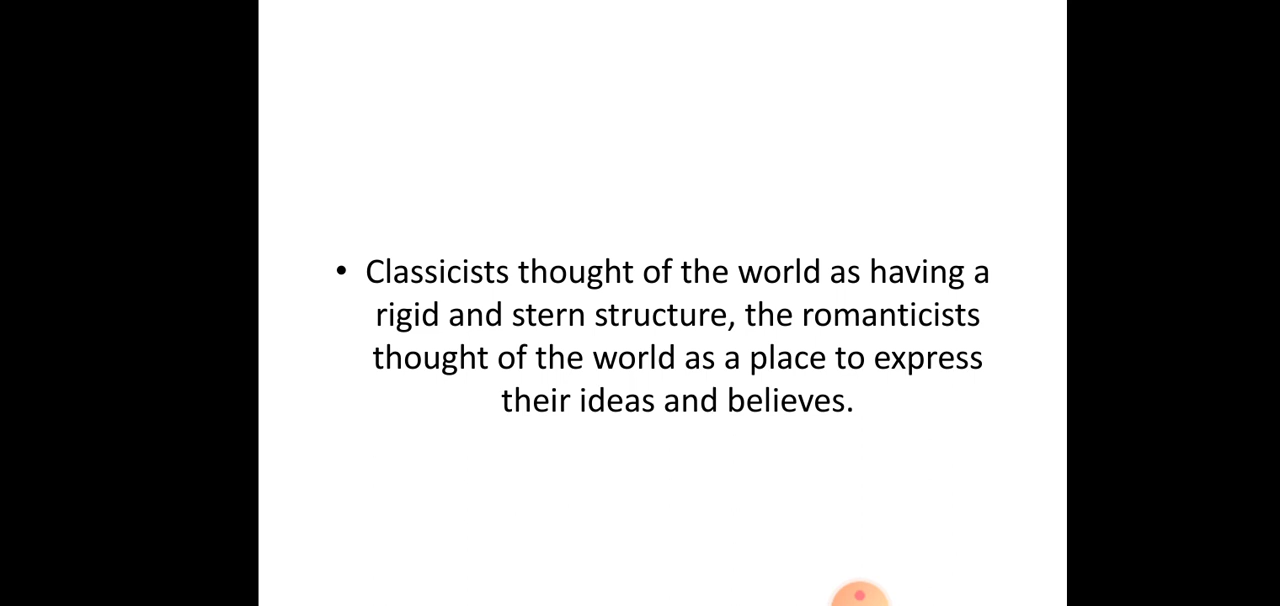 • Classicists thought of the world as having a
rigid and stern structure, the romanticists
thought of the world as a place to express
their ideas and believes.